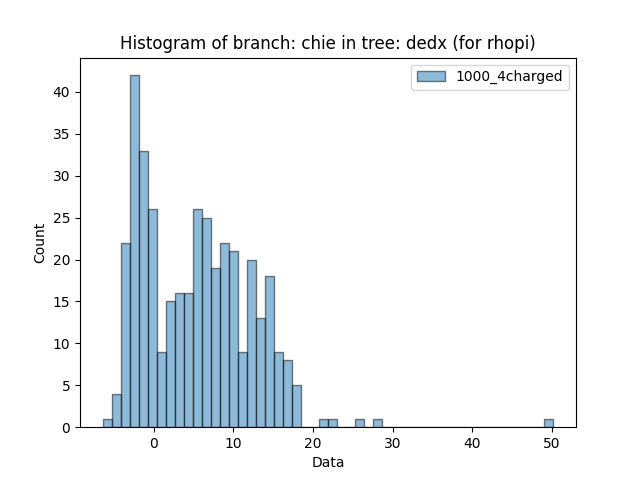 Histogram of branch: chie in tree: dedx (for rhopi)
1000_4charged
40
35
30
25
20
15
10
5
0
Count
0 10 20 30 40 50
Data